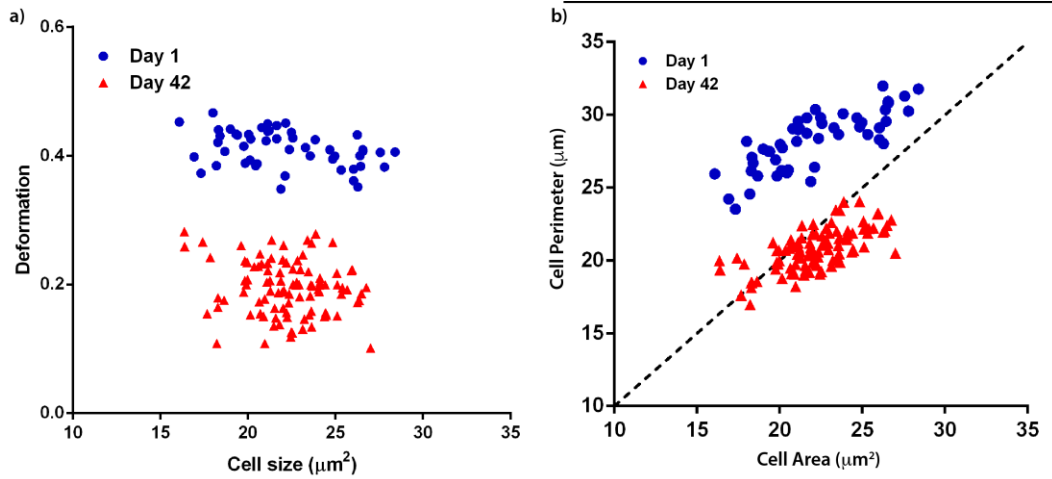 a)
0.6
0.4
0.2
0.0
Deformation
Day 1
Day 42
10
15
20
25
30
35
Cell size (μm²)
b)
35
30
25
20
15
10
Cell Perimeter (μm)
Day 1
Day 42
10
15
20
25
30
35
Cell Area (μm²)